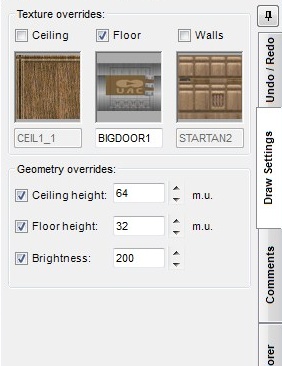 Texture overrides:
Ceiling
Floor
Walls
UAC
CEIL1_1
BIGDOOR1
STARTAN2
Geometry overrides:
Ceiling height: 64 m.u.
Floor height: 32 m.u.
Brightness: 200
Undo / Redo
Draw Settings
Comments
orer